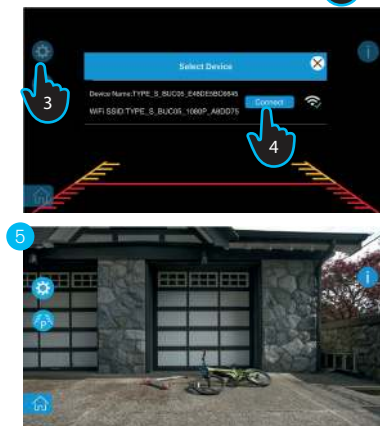 Select Device
Device Name:TYPE_S_BUC05_E48DE5BD8845
WiFi SSID:TYPE_S_BUC05_1080P_A8DD75
Connect
3
4
5
P